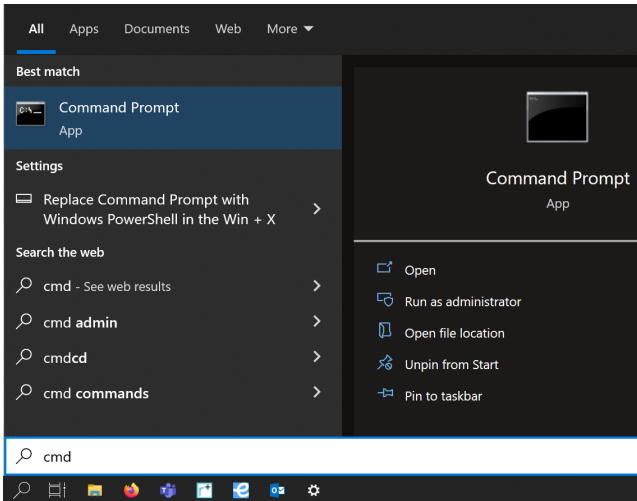 All Apps Documents Web More
Best match
Command Prompt
App
Settings
Replace Command Prompt with
Windows PowerShell in the Win + X
Search the web
cmd - See web results
cmd admin
cmdcd
cmd commands
Command Prompt
App
Open
Run as administrator
Open file location
Unpin from Start
Pin to taskbar
cmd